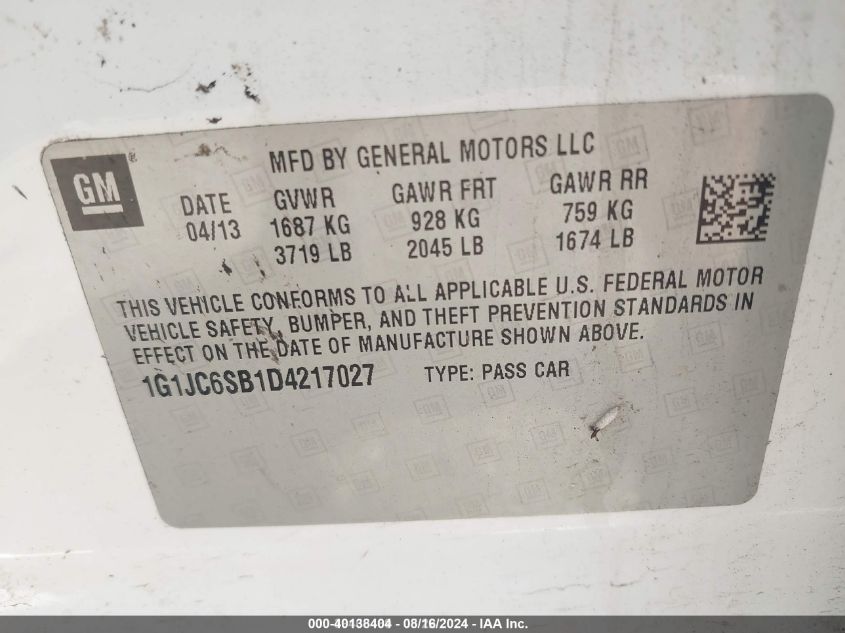 GM
MFD BY GENERAL MOTORS LLC
DATE GVWR GAWR FRT GAWR RR
04/13 1687 KG 928 KG 759 KG
3719 LB 2045 LB 1674 LB
THIS VEHICLE CONFORMS TO ALL APPLICABLE U.S. FEDERAL MOTOR
VEHICLE SAFETY, BUMPER, AND THEFT PREVENTION STANDARDS IN
EFFECT ON THE DATE OF MANUFACTURE SHOWN ABOVE.
1G1JC6SB1D4217027 TYPE: PASS CAR
000-40138404 - 08/16/2024 - IAA Inc.